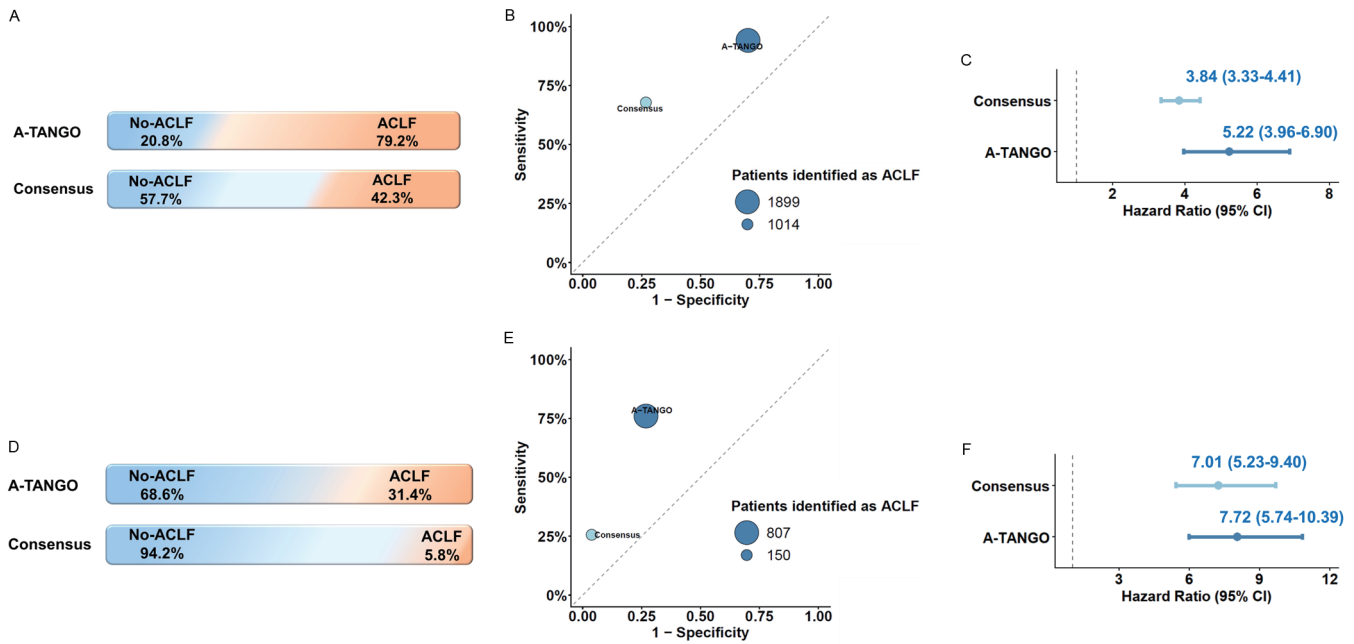 A
A-TANGO
No-ACLF
20.8%
ACLF
79.2%
Consensus
No-ACLF
57.7%
ACLF
42.3%
B
100%
75%
50%
25%
0%
Sensitivity
A-TANGO
Consensus
Patients identified as ACLF
1899
1014
0.00 0.25 0.50 0.75 1.00
1 − Specificity
C
3.84 (3.33-4.41)
Consensus
5.22 (3.96-6.90)
A-TANGO
2 4 6 8
Hazard Ratio (95% CI)
D
A-TANGO
No-ACLF
68.6%
ACLF
31.4%
Consensus
No-ACLF
94.2%
ACLF
5.8%
E
100%
75%
50%
25%
0%
Sensitivity
A-TANGO
Consensus
Patients identified as ACLF
807
150
0.00 0.25 0.50 0.75 1.00
1 − Specificity
F
7.01 (5.23-9.40)
Consensus
7.72 (5.74-10.39)
A-TANGO
3 6 9 12
Hazard Ratio (95% CI)